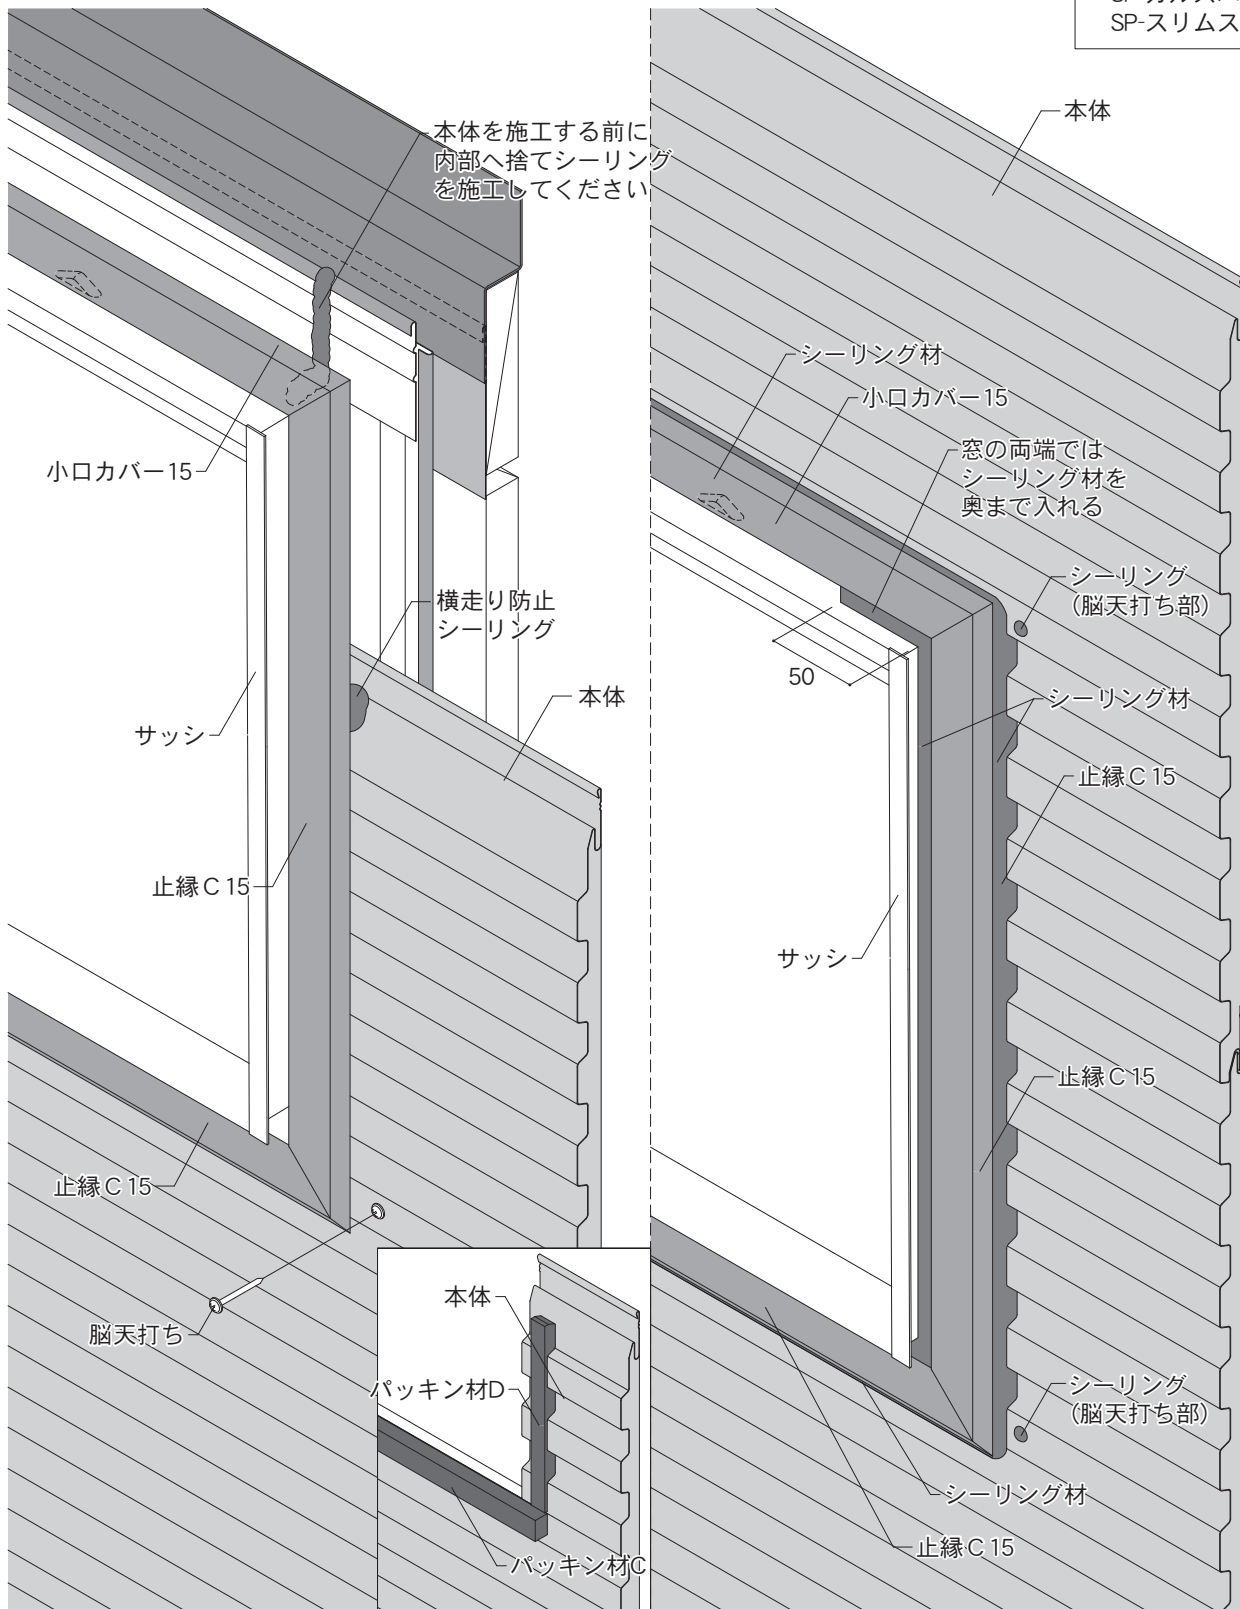 SP-スリムス
本体を施工する前に
内部へ捨てシーリング
を施工してください
小口カバー15
横走り防止
シーリング
本体
サッシ
止縁C 15
止縁C 15
脳天打ち
本体
パッキン材D
パッキン材C
本体
シーリング材
小口カバー15
窓の両端では
シーリング材を
奥まで入れる
シーリング
（脳天打ち部）
50
シーリング材
止縁C 15
サッシ
止縁C 15
シーリング
（脳天打ち部）
シーリング材
止縁C 15